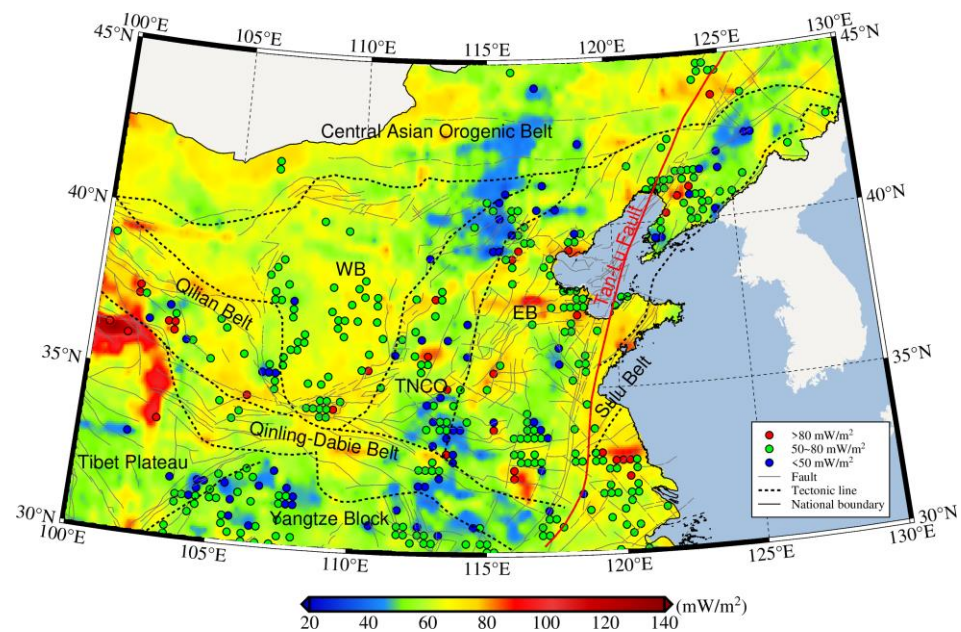 100°E 105°E 110°E 115°E 120°E 125°E 130°E
45°N 45°N
Central Asian Orogenic Belt
40°N 40°N
Tan-Lu Fault
WB
Qilian Belt
EB
35°N 35°N
TNCO
Sulu Belt
Qinling-Dabie Belt
>80 mW/m²
50~80 mW/m²
<50 mW/m²
Fault
Tectonic line
National boundary
Tibet Plateau
Yangtze Block
30°N 30°N
100°E 105°E 110°E 115°E 120°E 125°E 130°E
(mW/m²)
20 40 60 80 100 120 140